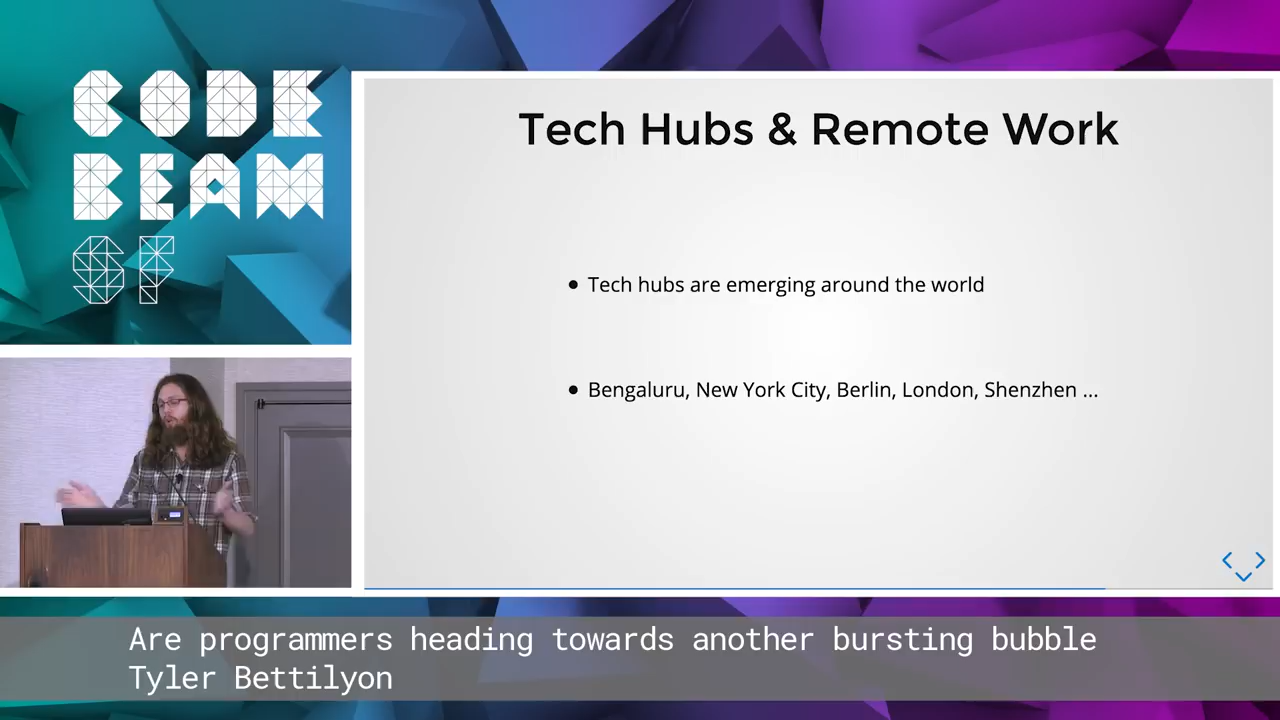 CODE
BEAM
SF
Tech Hubs & Remote Work
• Tech hubs are emerging around the world
• Bengaluru, New York City, Berlin, London, Shenzhen ...
Are programmers heading towards another bursting bubble
Tyler Bettilyon